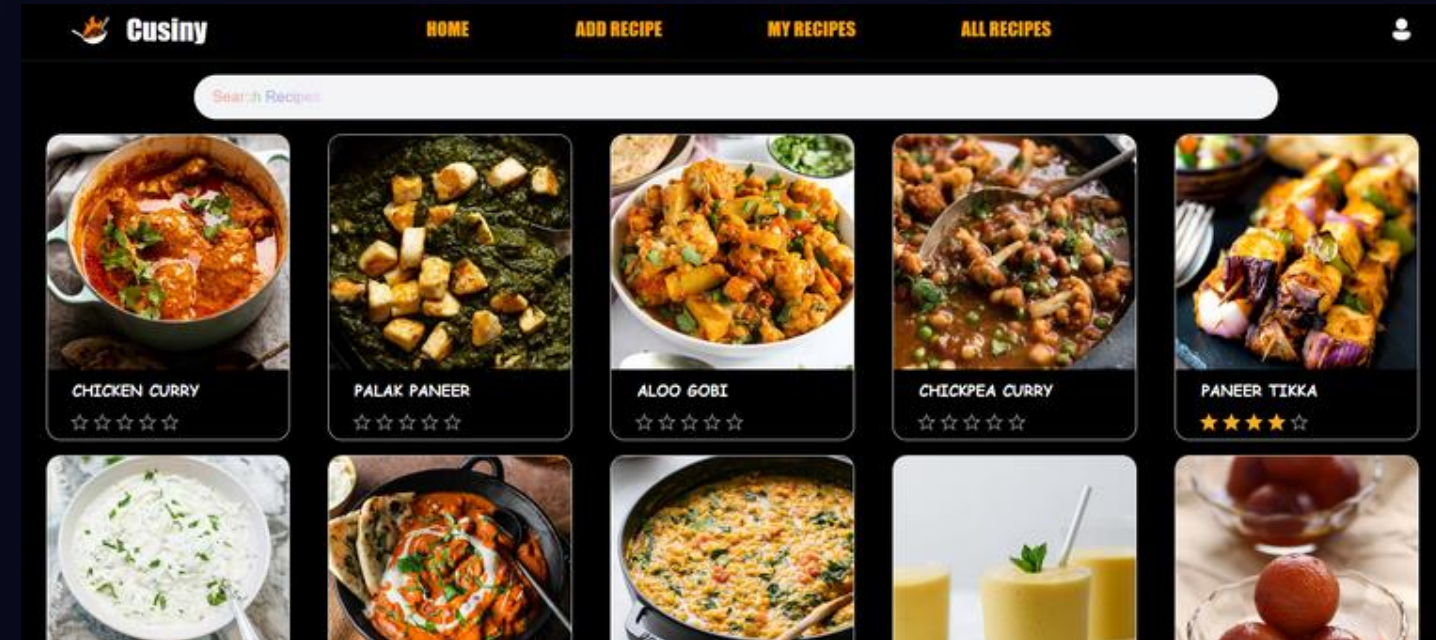 Cusiny
HOME
ADD RECIPE
MY RECIPES
ALL RECIPES
Search Recipes
CHICKEN CURRY
PALAK PANEER
ALOO GOBI
CHICKPEA CURRY
PANEER TIKKA